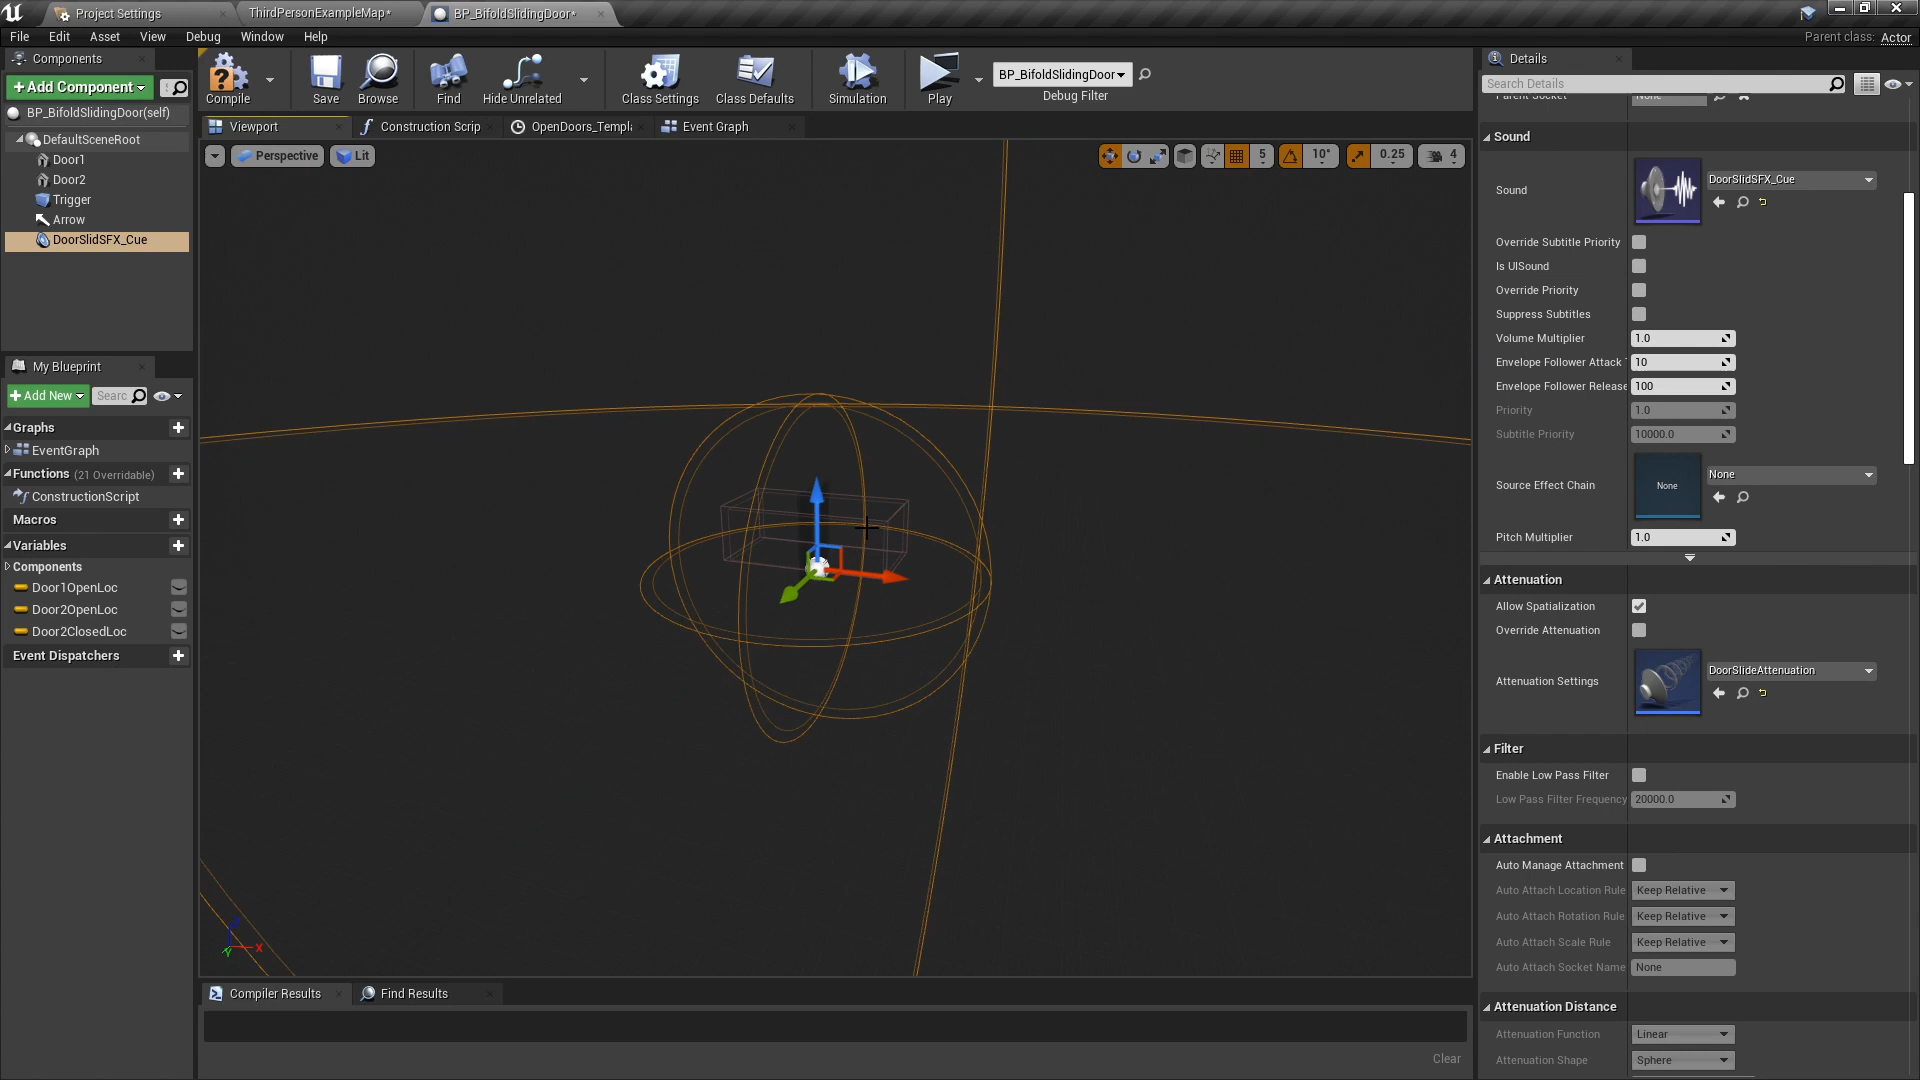 Project Settings
ThirdPersonExampleMap*
BP_BifoldSlidingDoor*
File Edit Asset View Debug Window Help
Parent class: Actor
Components
+ Add Component
BP_BifoldSlidingDoor(self)
DefaultSceneRoot
Door1
Door2
Trigger
Arrow
DoorSlidSFX_Cue
My Blueprint
+ Add New
Searc
Graphs
EventGraph
Functions (21 Overridable)
ConstructionScript
Macros
Variables
Components
Door1OpenLoc
Door2OpenLoc
Door2ClosedLoc
Event Dispatchers
Compile
Save
Browse
Find
Hide Unrelated
Class Settings
Class Defaults
Simulation
Play
BP_BifoldSlidingDoor
Debug Filter
Viewport
Construction Scrip
OpenDoors_Templ
Event Graph
Perspective
Lit
5
10°
0.25
4
Z
X
Y
Compiler Results
Find Results
Clear
Details
Search Details
Parent Socket None
Sound
Sound DoorSlidSFX_Cue
Override Subtitle Priority
Is UISound
Override Priority
Suppress Subtitles
Volume Multiplier 1.0
Envelope Follower Attack T 10
Envelope Follower Release 100
Priority 1.0
Subtitle Priority 10000.0
Source Effect Chain None None
Pitch Multiplier 1.0
Attenuation
Allow Spatialization
Override Attenuation
Attenuation Settings DoorSlideAttenuation
Filter
Enable Low Pass Filter
Low Pass Filter Frequency 20000.0
Attachment
Auto Manage Attachment
Auto Attach Location Rule Keep Relative
Auto Attach Rotation Rule Keep Relative
Auto Attach Scale Rule Keep Relative
Auto Attach Socket Name None
Attenuation Distance
Attenuation Function Linear
Attenuation Shape Sphere